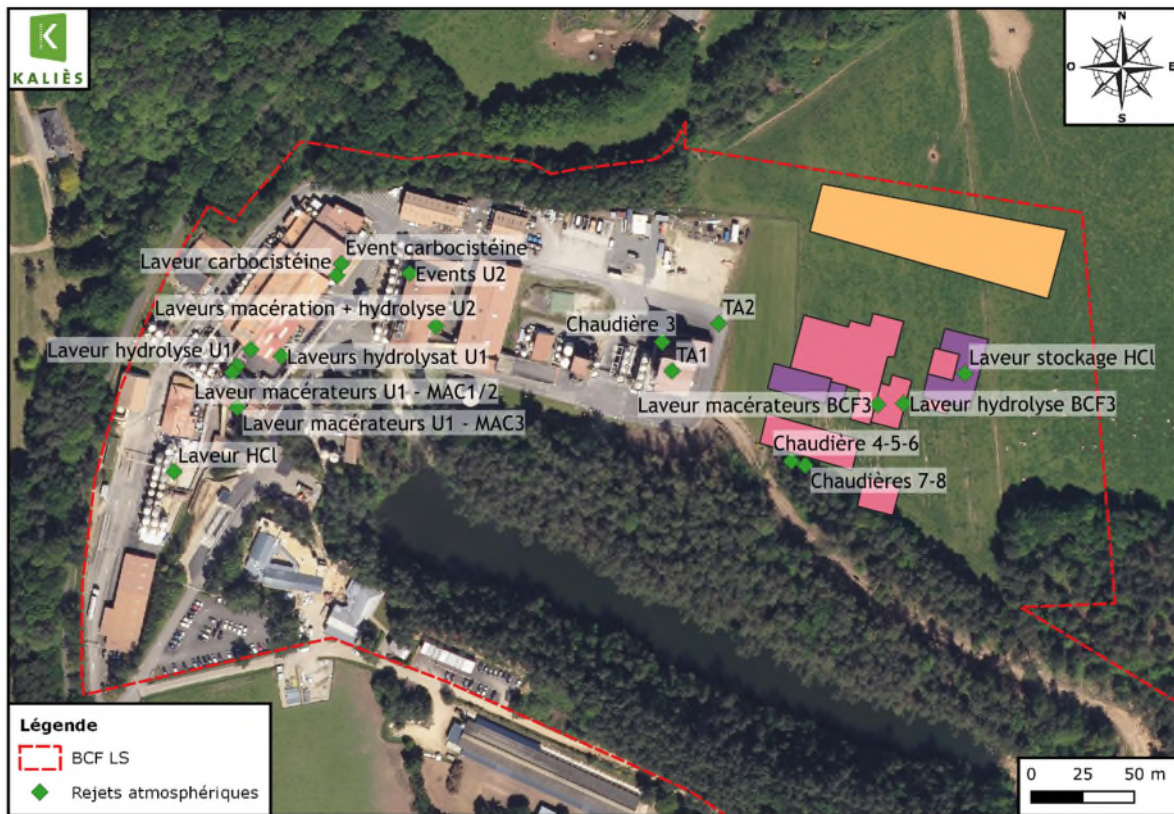 KALIÈS
N
O
E
S
Event carbocistéine
Laveur carbocistéine
Events U2
Laveurs macération + hydrolyse U2
TA2
Chaudière 3
Laveur hydrolyse U1
Laveurs hydrolysat U1
TA1
Laveur stockage HCl
Laveur macérateurs U1 - MAC1/2
Laveur macérateurs BCF3
Laveur hydrolyse BCF3
Laveur macérateurs U1 - MAC3
Chaudière 4-5-6
Laveur HCl
Chaudières 7-8
Légende
BCF LS
Rejets atmosphériques
0 25 50 m